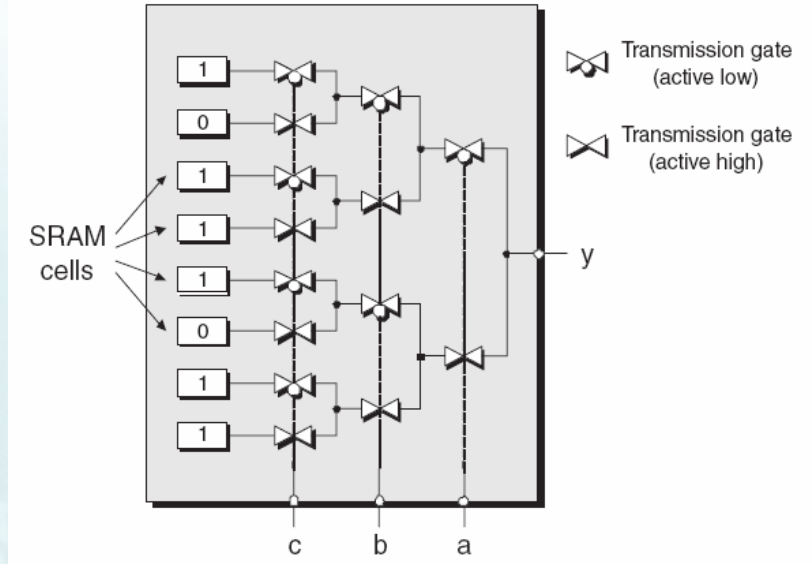 1
0
1
1
1
0
1
1
SRAM
cells
Transmission gate
(active low)
Transmission gate
(active high)
y
c b a